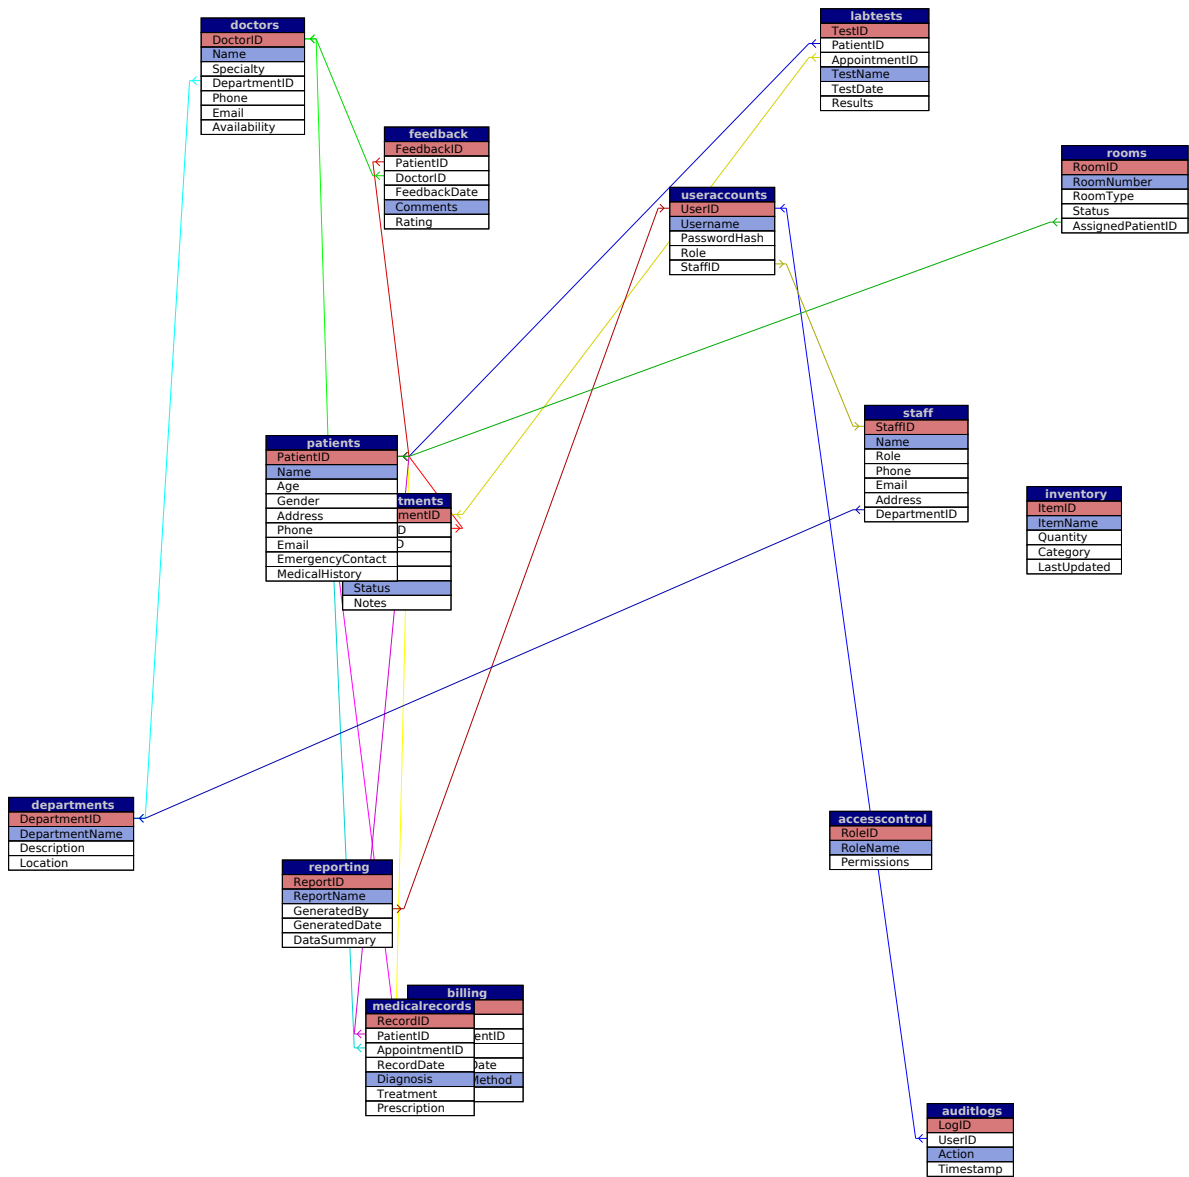 doctors
DoctorID
Name
Specialty
DepartmentID
Phone
Email
Availability
labtests
TestID
PatientID
AppointmentID
TestName
TestDate
Results
feedback
FeedbackID
PatientID
DoctorID
FeedbackDate
Comments
Rating
rooms
RoomID
RoomNumber
RoomType
Status
AssignedPatientID
useraccounts
UserID
Username
PasswordHash
Role
StaffID
staff
StaffID
Name
Role
Phone
Email
Address
DepartmentID
patients
PatientID
Name
Age
Gender
Address
Phone
Email
EmergencyContact
MedicalHistory
tments
mentID
D
D
Status
Notes
inventory
ItemID
ItemName
Quantity
Category
LastUpdated
departments
DepartmentID
DepartmentName
Description
Location
accesscontrol
RoleID
RoleName
Permissions
reporting
ReportID
ReportName
GeneratedBy
GeneratedDate
DataSummary
billing
entID
Date
Method
medicalrecords
RecordID
PatientID
AppointmentID
RecordDate
Diagnosis
Treatment
Prescription
auditlogs
LogID
UserID
Action
Timestamp